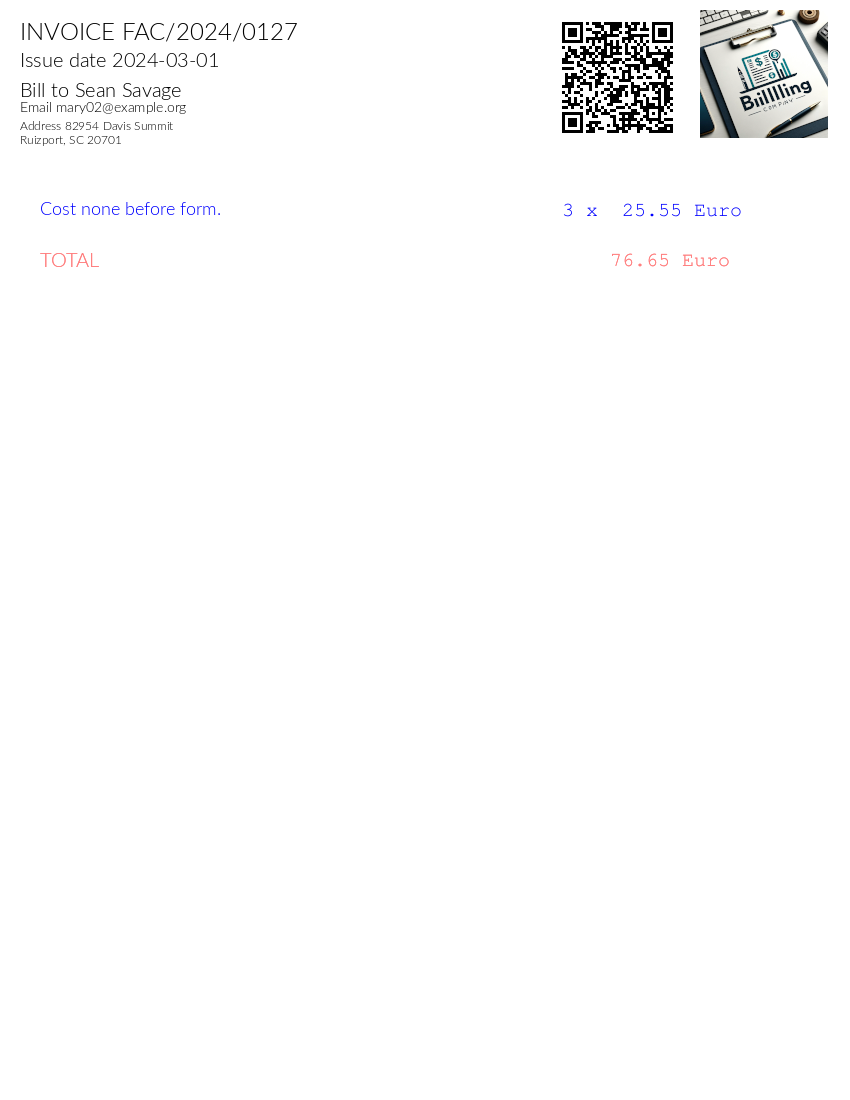 INVOICE FAC/2024/0127
Issue date 2024-03-01
Bill to Sean Savage
Email mary02@example.org
Address 82954 Davis Summit
Ruizport, SC 20701
Biillling
COMPANY
Cost none before form. 3 x 25.55 Euro
TOTAL 76.65 Euro